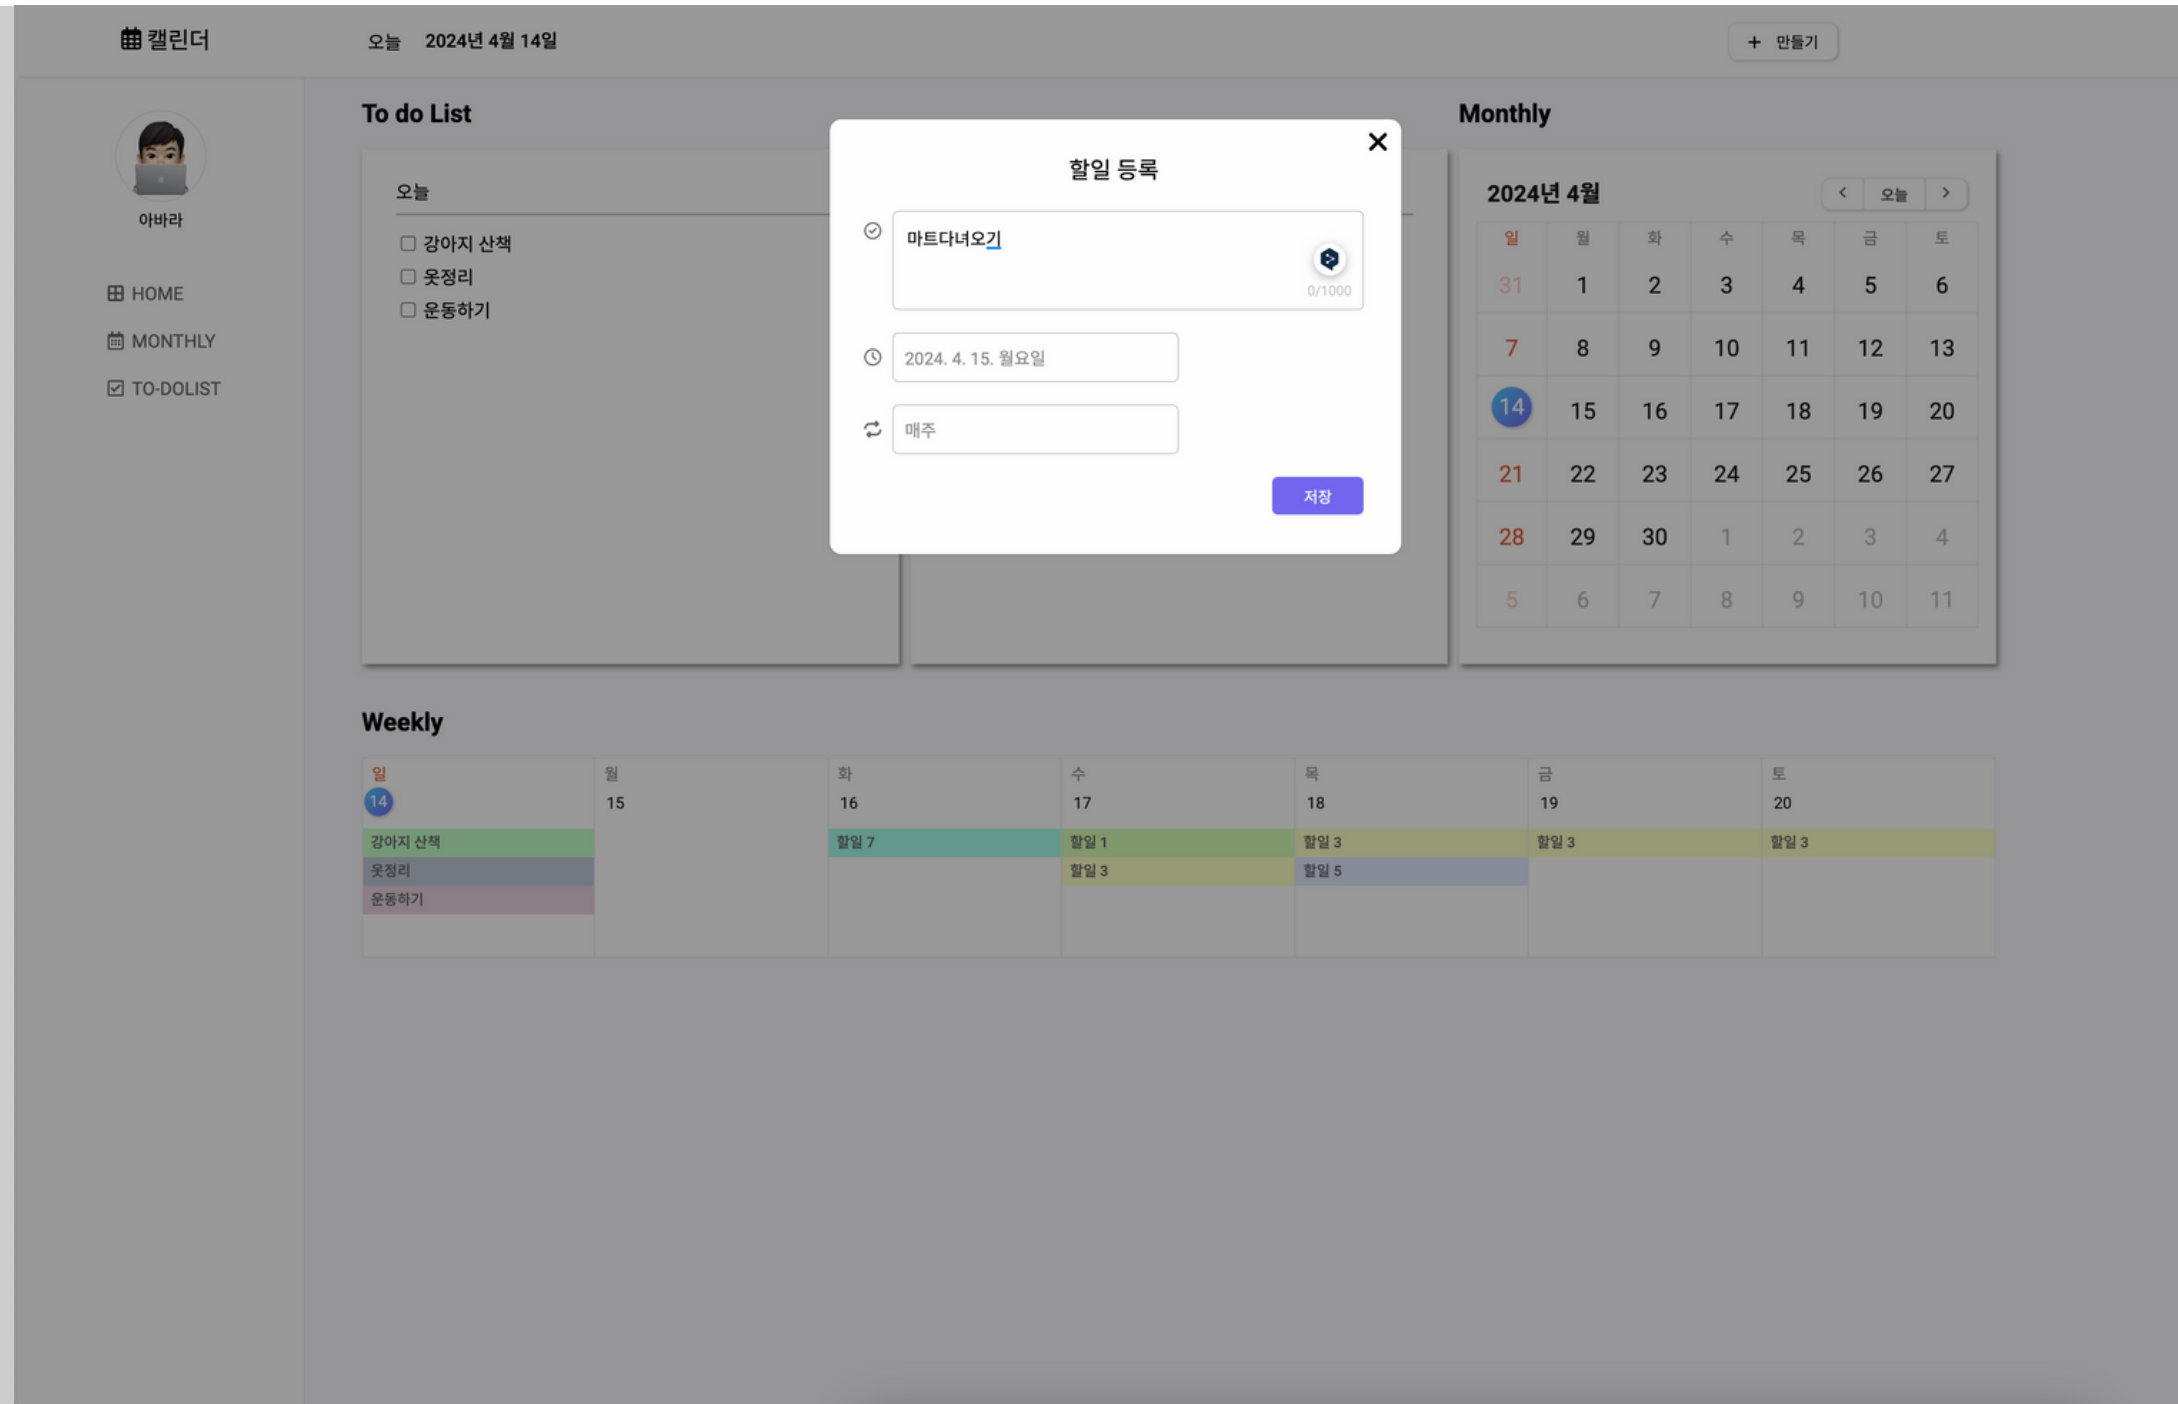 캘린더
오늘 2024년 4월 14일
+ 만들기
아바라
HOME
MONTHLY
TO-DOLIST
To do List
오늘
강아지 산책
옷정리
운동하기
할일 등록
마트다녀오기
0/1000
2024. 4. 15. 월요일
매주
저장
Monthly
2024년 4월
< 오늘 >
일 월 화 수 목 금 토
31 1 2 3 4 5 6
7 8 9 10 11 12 13
14 15 16 17 18 19 20
21 22 23 24 25 26 27
28 29 30 1 2 3 4
5 6 7 8 9 10 11
Weekly
일 월 화 수 목 금 토
14 15 16 17 18 19 20
강아지 산책 할일 7 할일 1 할일 3 할일 3 할일 3
옷정리 할일 3 할일 5
운동하기